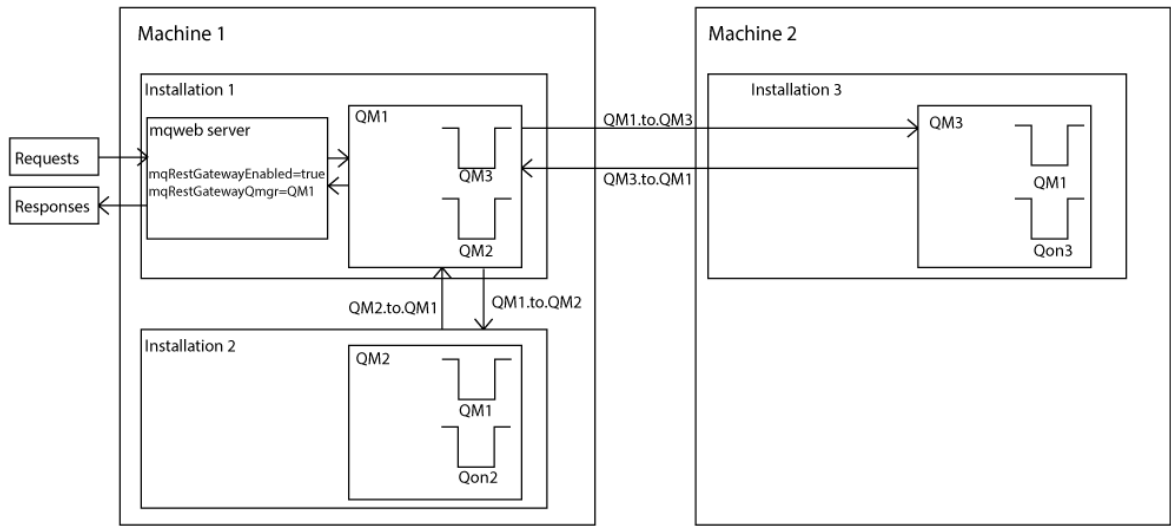 Machine 1
Machine 2
Installation 1
Installation 3
mqweb server
QM1
QM1.to.QM3
QM3
Requests
mqRestGatewayEnabled=true
QM3
QM3.to.QM1
QM1
mqRestGatewayQmgr=QM1
Responses
QM2
Qon3
QM2.to.QM1
QM1.to.QM2
Installation 2
QM2
QM1
Qon2